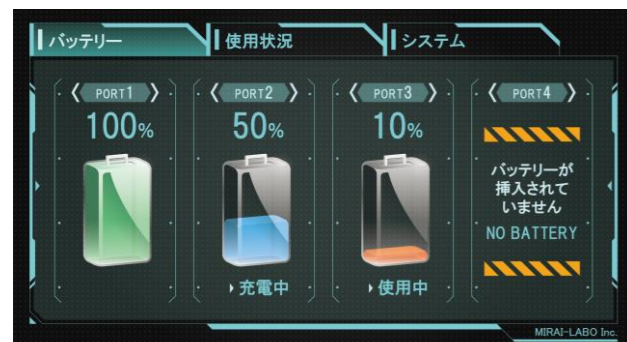 バッテリー
使用状況
システム
PORT1
100%
PORT2
50%
充電中
PORT3
10%
使用中
PORT4
バッテリーが
挿入されて
いません
NO BATTERY
MIRAI-LABO Inc.